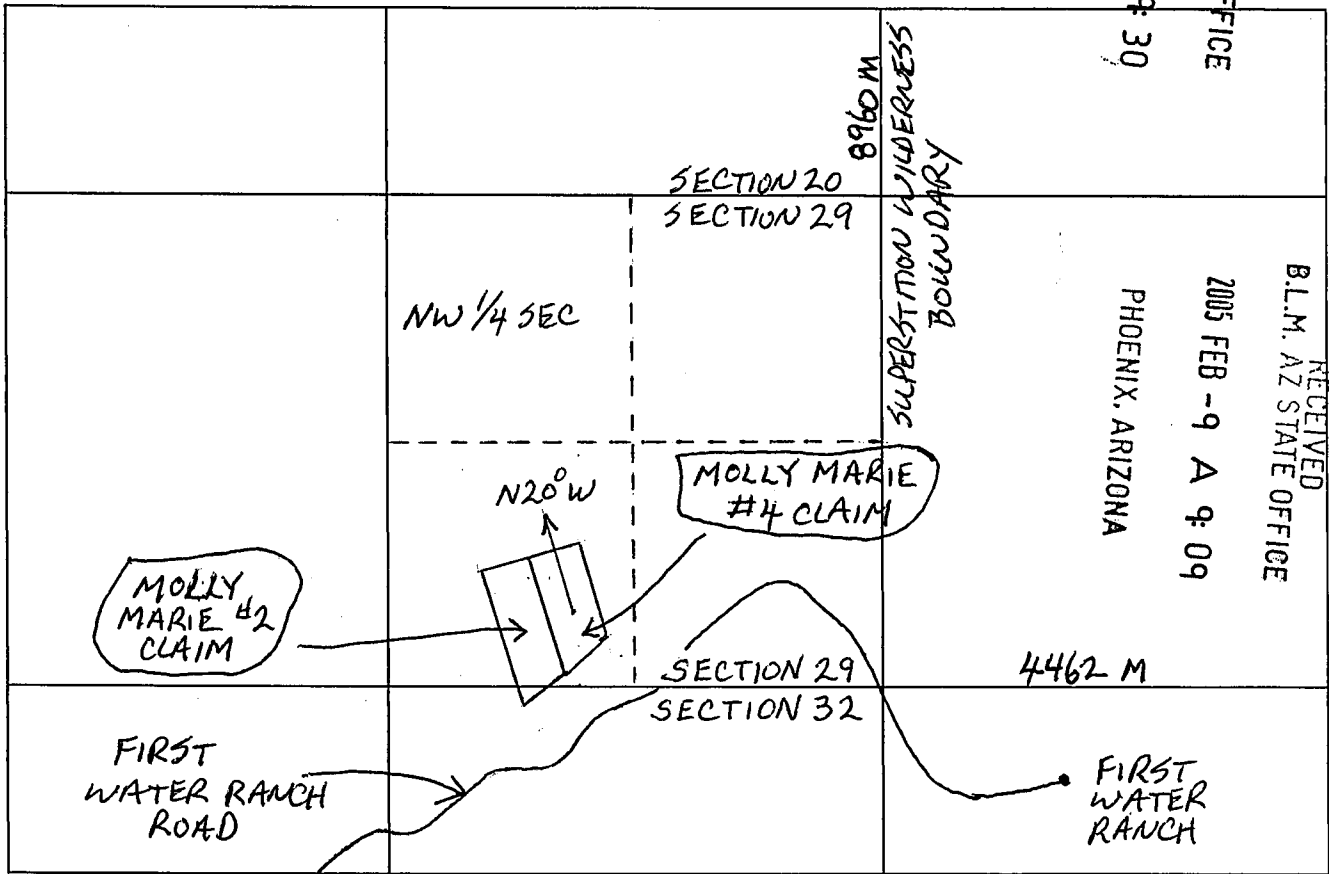 FFICE
9: 30
8960 M
SUPERSTITION WILDERNESS
BOUNDARY
SECTION 20
SECTION 29
NW 1/4 SEC
RECEIVED
B.L.M. AZ STATE OFFICE
2005 FEB -9 A 9: 09
PHOENIX, ARIZONA
N20°W
MOLLY MARIE
#4 CLAIM
MOLLY
MARIE #2
CLAIM
SECTION 29
SECTION 32
4462 M
FIRST
WATER RANCH
ROAD
FIRST
WATER
RANCH